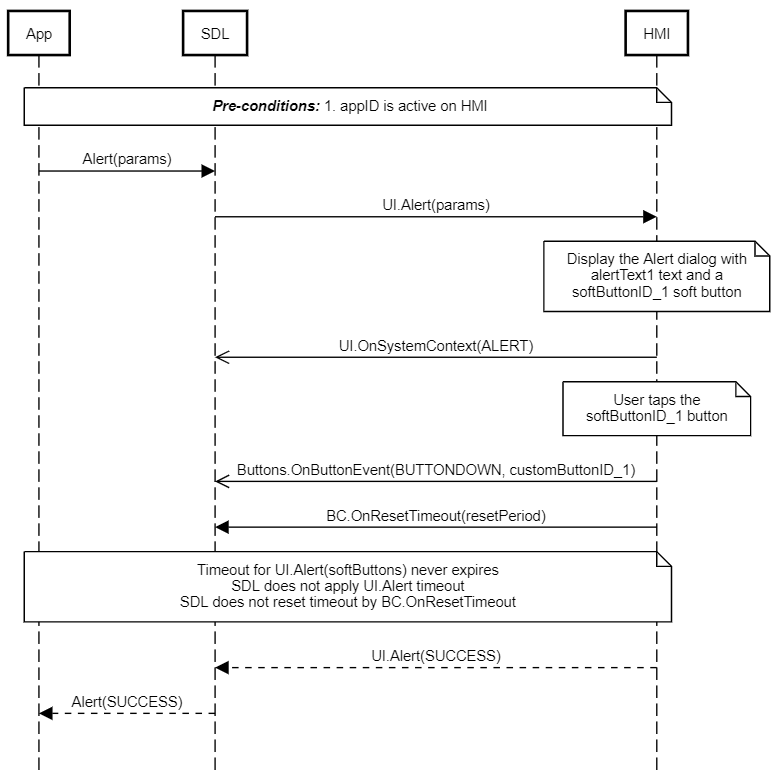 App
SDL
HMI
Pre-conditions: 1. appID is active on HMI
Alert(params)
UI.Alert(params)
Display the Alert dialog with
alertText1 text and a
softButtonID_1 soft button
UI.OnSystemContext(ALERT)
User taps the
softButtonID_1 button
Buttons.OnButtonEvent(BUTTONDOWN, customButtonID_1)
BC.OnResetTimeout(resetPeriod)
Timeout for UI.Alert(softButtons) never expires
SDL does not apply UI.Alert timeout
SDL does not reset timeout by BC.OnResetTimeout
UI.Alert(SUCCESS)
Alert(SUCCESS)